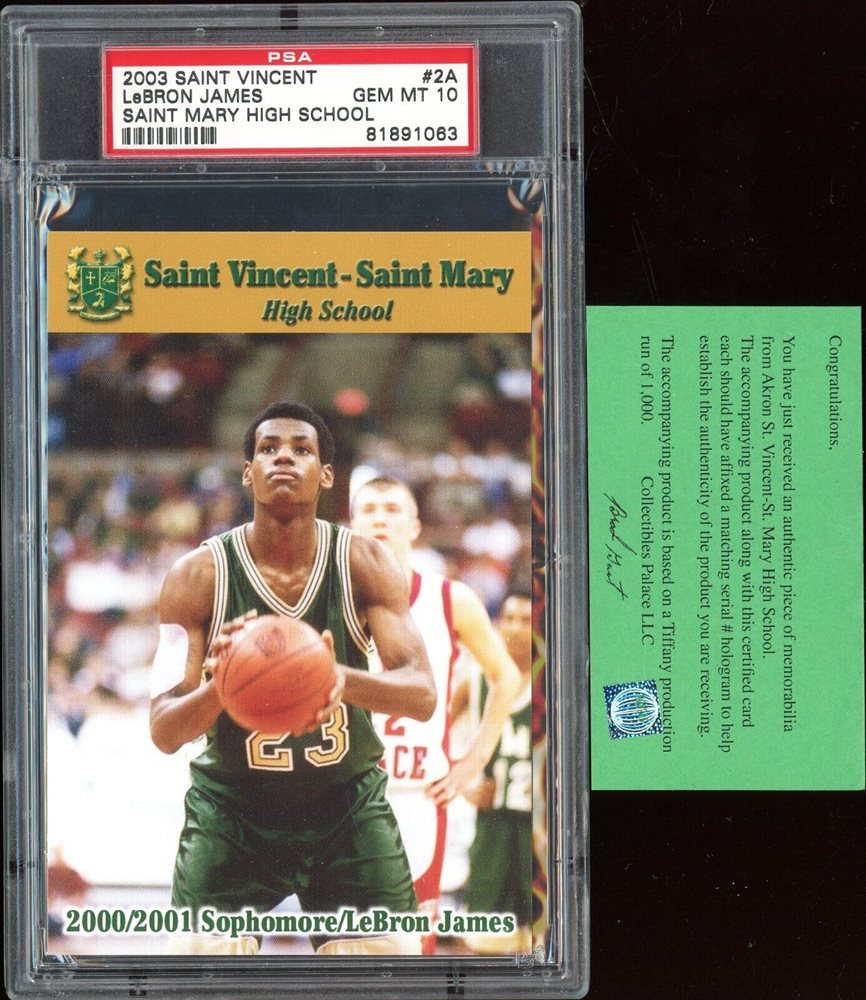 PSA
2003 SAINT VINCENT #2A
LeBRON JAMES GEM MT 10
SAINT MARY HIGH SCHOOL
81891063
Saint Vincent-Saint Mary
High School
23
CE
12
2000/2001 Sophomore/LeBron James
Congratulations,
You have just received an authentic piece of memorabilia
from Akron St. Vincent-St. Mary High School.
The accompanying product along with this certified card
each should have affixed a matching serial # hologram to help
establish the authenticity of the product you are receiving.
The accompanying product is based on a Tiffany production
run of 1,000. Collectibles Palace LLC